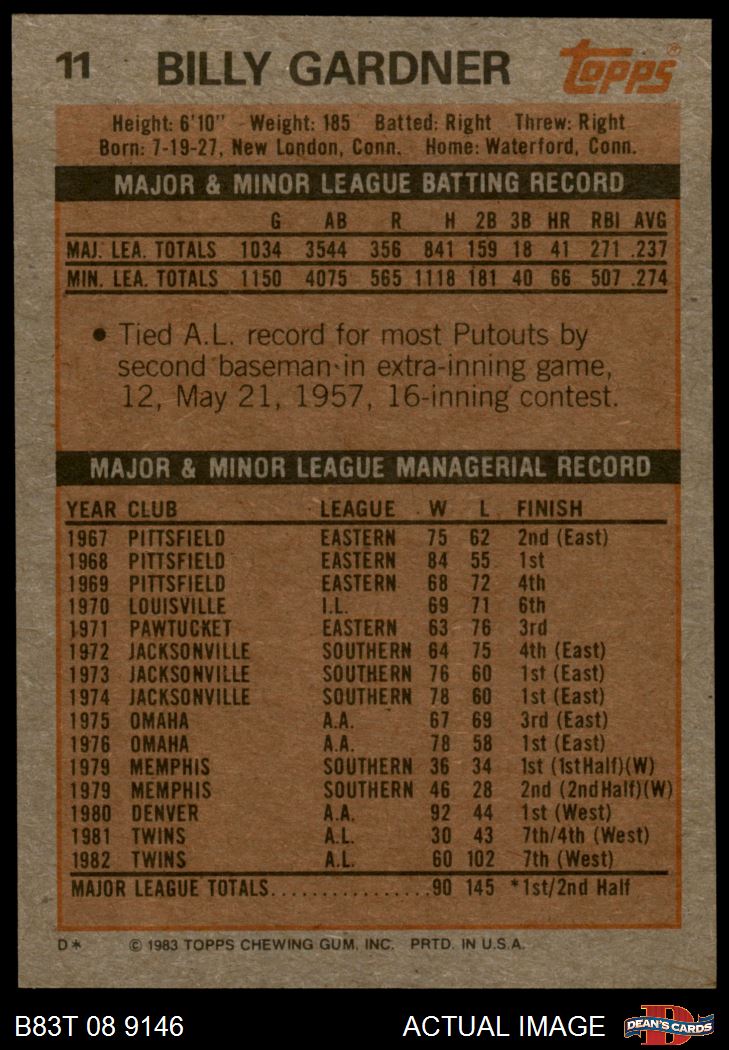 11 BILLY GARDNER Topps®
Height: 6'10" Weight: 185 Batted: Right Threw: Right
Born: 7-19-27, New London, Conn. Home: Waterford, Conn.
MAJOR & MINOR LEAGUE BATTING RECORD
G AB R H 2B 3B HR RBI AVG
MAJ. LEA. TOTALS 1034 3544 356 841 159 18 41 271 .237
MIN. LEA. TOTALS 1150 4075 565 1118 181 40 66 507 .274
• Tied A.L. record for most Putouts by
second baseman in extra-inning game,
12, May 21, 1957, 16-inning contest.
MAJOR & MINOR LEAGUE MANAGERIAL RECORD
YEAR CLUB LEAGUE W L FINISH
1967 PITTSFIELD EASTERN 75 62 2nd (East)
1968 PITTSFIELD EASTERN 84 55 1st
1969 PITTSFIELD EASTERN 68 72 4th
1970 LOUISVILLE I.L. 69 71 6th
1971 PAWTUCKET EASTERN 63 76 3rd
1972 JACKSONVILLE SOUTHERN 64 75 4th (East)
1973 JACKSONVILLE SOUTHERN 76 60 1st (East)
1974 JACKSONVILLE SOUTHERN 78 60 1st (East)
1975 OMAHA A.A. 67 69 3rd (East)
1976 OMAHA A.A. 78 58 1st (East)
1979 MEMPHIS SOUTHERN 36 34 1st (1stHalf)(W)
1979 MEMPHIS SOUTHERN 46 28 2nd (2ndHalf)(W)
1980 DENVER A.A. 92 44 1st (West)
1981 TWINS A.L. 30 43 7th/4th (West)
1982 TWINS A.L. 60 102 7th (West)
MAJOR LEAGUE TOTALS................90 145 *1st/2nd Half
D* © 1983 TOPPS CHEWING GUM, INC. PRTD. IN U.S.A.
B83T 08 9146 ACTUAL IMAGE D DEAN'S CARDS